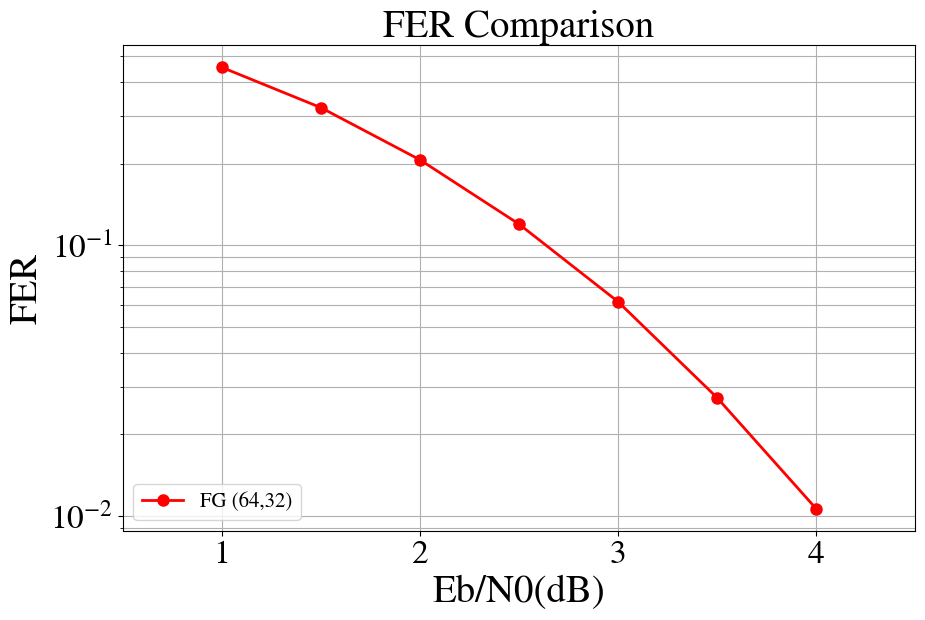 FER Comparison
FER
10⁻¹
10⁻²
FG (64,32)
1 2 3 4
Eb/N0(dB)